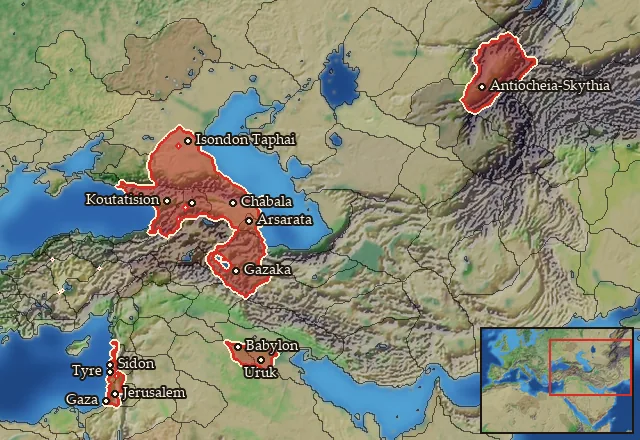 Antiocheia-Skythia
Isondon Taphai
Koutatision
Chabala
Arsarata
Gazaka
Babylon
Uruk
Sidon
Tyre
Jerusalem
Gaza